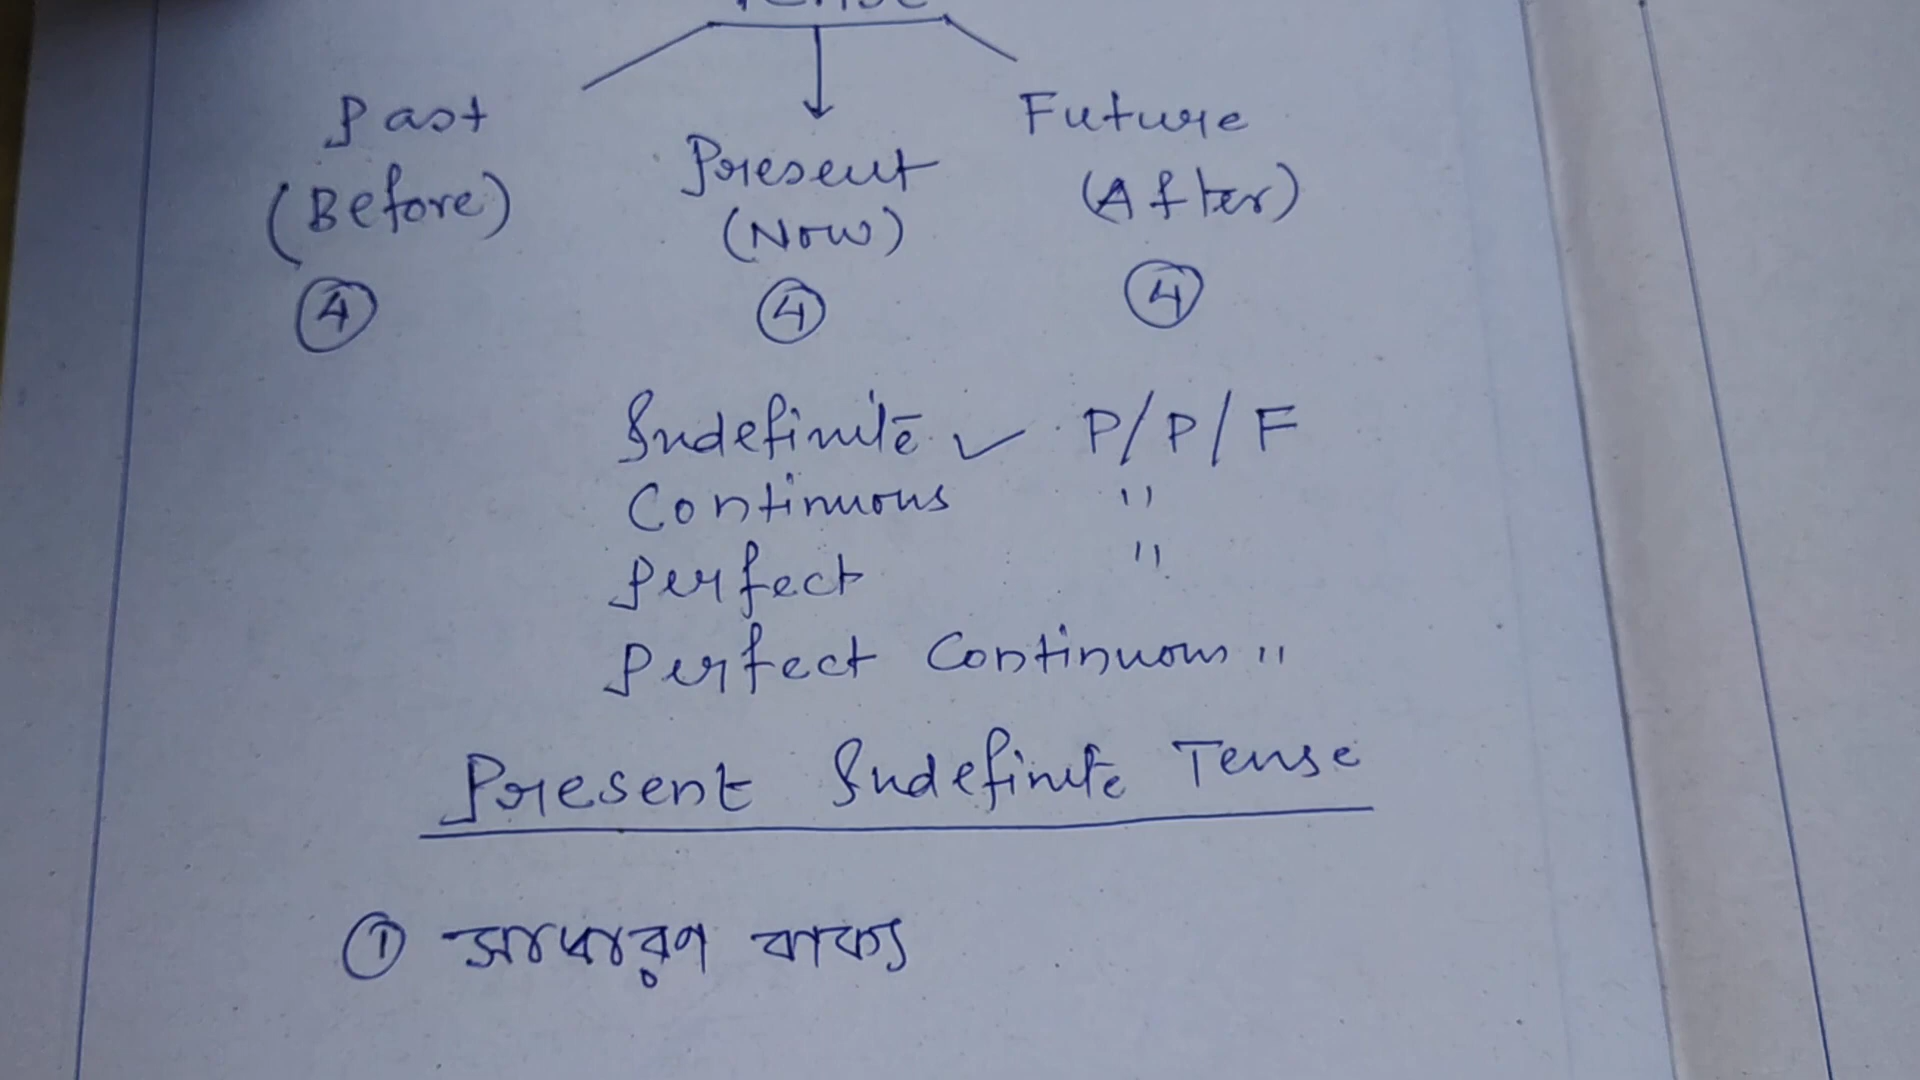 Tense
Past
Present
Future
(Before)
(Now)
(After)
4
4
4
Indefinite ✓ P/P/F
Continuous "
Perfect "
Perfect Continuous "
Present Indefinite Tense
① সাধারণ বাক্য